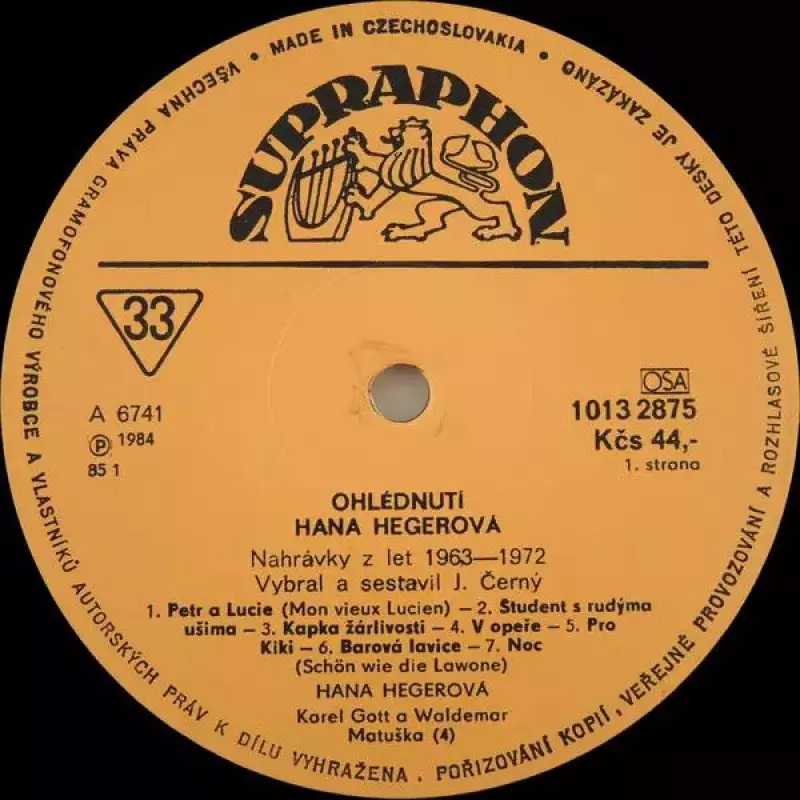 VŠECHNA PRÁVA GRAMOFONOVÉHO VÝROBCE A VLASTNÍKŮ AUTORSKÝCH PRÁV K DÍLU VYHRAŽENA . POŘIZOVÁNÍ KOPIÍ, VEŘEJNÉ PROVOZOVÁNÍ A ROZHLASOVÉ ŠÍŘENÍ TÉTO DESKY JE ZAKÁZÁNO
• MADE IN CZECHOSLOVAKIA •
SUPRAPHON
33
OSA
A 6741
1013 2875
Ⓟ 1984
Kčs 44,-
85 1
1. strana
OHLÉDNUTÍ
HANA HEGEROVÁ
Nahrávky z let 1963—1972
Vybral a sestavil J. Černý
1. Petr a Lucie (Mon vieux Lucien) – 2. Student s rudýma
ušima – 3. Kapka žárlivosti – 4. V opeře – 5. Pro
Kiki – 6. Barová lavice – 7. Noc
(Schön wie die Lawone)
HANA HEGEROVÁ
Karel Gott a Waldemar
Matuška (4)